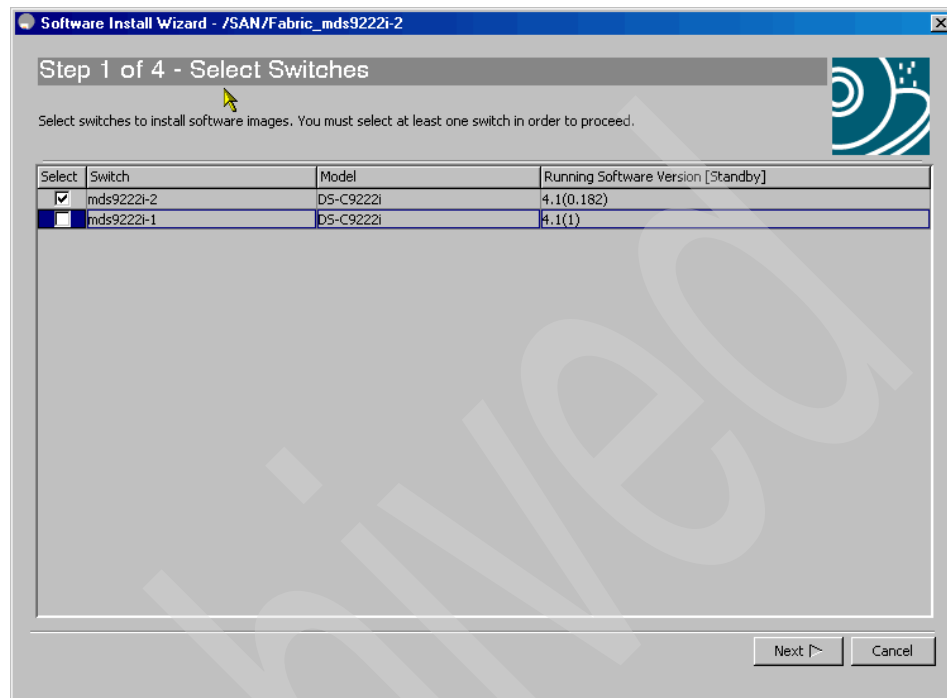 Software Install Wizard - /SAN/Fabric_mds9222i-2
Step 1 of 4 - Select Switches
Select switches to install software images. You must select at least one switch in order to proceed.
Select Switch Model Running Software Version [Standby]
mds9222i-2 DS-C9222i 4.1(0.182)
mds9222i-1 DS-C9222i 4.1(1)
hived
Next Cancel